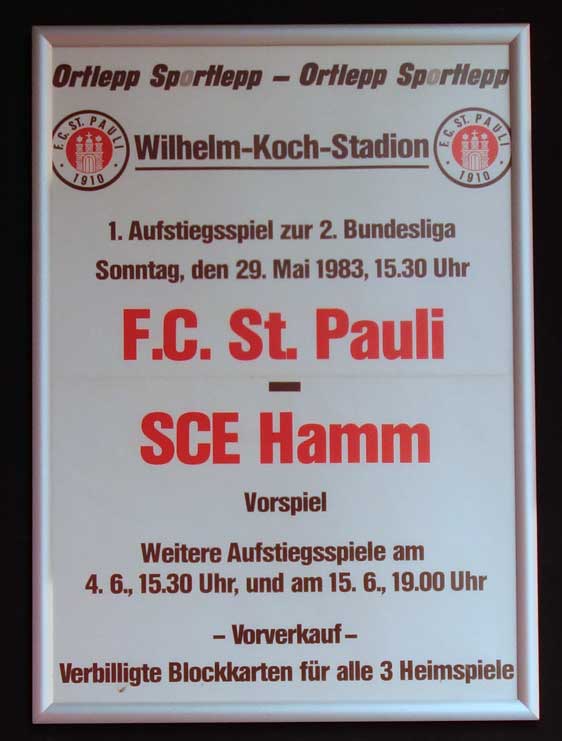 Ortlepp Sportlepp – Ortlepp Sportlepp
F.C. ST. PAULI
1910
Wilhelm-Koch-Stadion
F.C. ST. PAULI
1910
1. Aufstiegsspiel zur 2. Bundesliga
Sonntag, den 29. Mai 1983, 15.30 Uhr
F.C. St. Pauli
–
SCE Hamm
Vorspiel
Weitere Aufstiegsspiele am
4. 6., 15.30 Uhr, und am 15. 6., 19.00 Uhr
– Vorverkauf –
Verbilligte Blockkarten für alle 3 Heimspiele